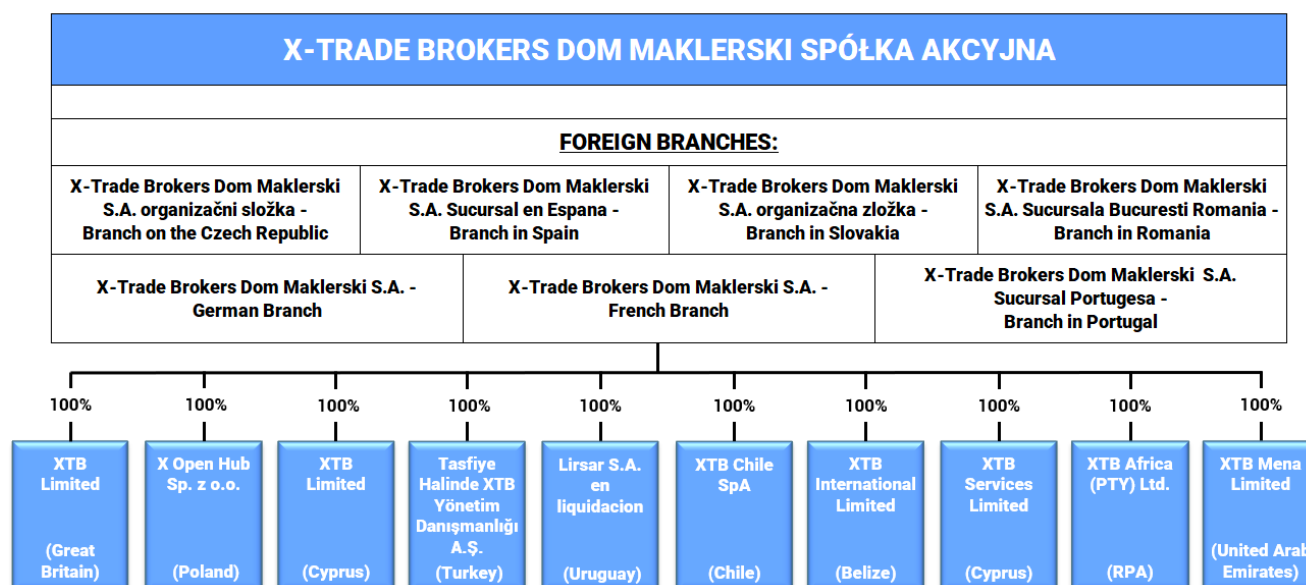 X-TRADE BROKERS DOM MAKLERSKI SPÓŁKA AKCYJNA
FOREIGN BRANCHES:
X-Trade Brokers Dom Maklerski
S.A. organizačni složka -
Branch on the Czech Republic
X-Trade Brokers Dom Maklerski
S.A. Sucursal en Espana -
Branch in Spain
X-Trade Brokers Dom Maklerski
S.A. organizačna zložka -
Branch in Slovakia
X-Trade Brokers Dom Maklerski
S.A. Sucursala Bucuresti Romania -
Branch in Romania
X-Trade Brokers Dom Maklerski S.A. -
German Branch
X-Trade Brokers Dom Maklerski S.A. -
French Branch
X-Trade Brokers Dom Maklerski S.A.
Sucursal Portugesa -
Branch in Portugal
100%
100%
100%
100%
100%
100%
100%
100%
100%
100%
XTB
Limited
(Great
Britain)
X Open Hub
Sp. z o.o.
(Poland)
XTB
Limited
(Cyprus)
Tasfiye
Halinde XTB
Yönetim
Danışmanlığı
A.Ş.
(Turkey)
Lirsar S.A.
en
liquidacion
(Uruguay)
XTB Chile
SpA
(Chile)
XTB
International
Limited
(Belize)
XTB
Services
Limited
(Cyprus)
XTB Africa
(PTY) Ltd.
(RPA)
XTB Mena
Limited
(United Arab
Emirates)